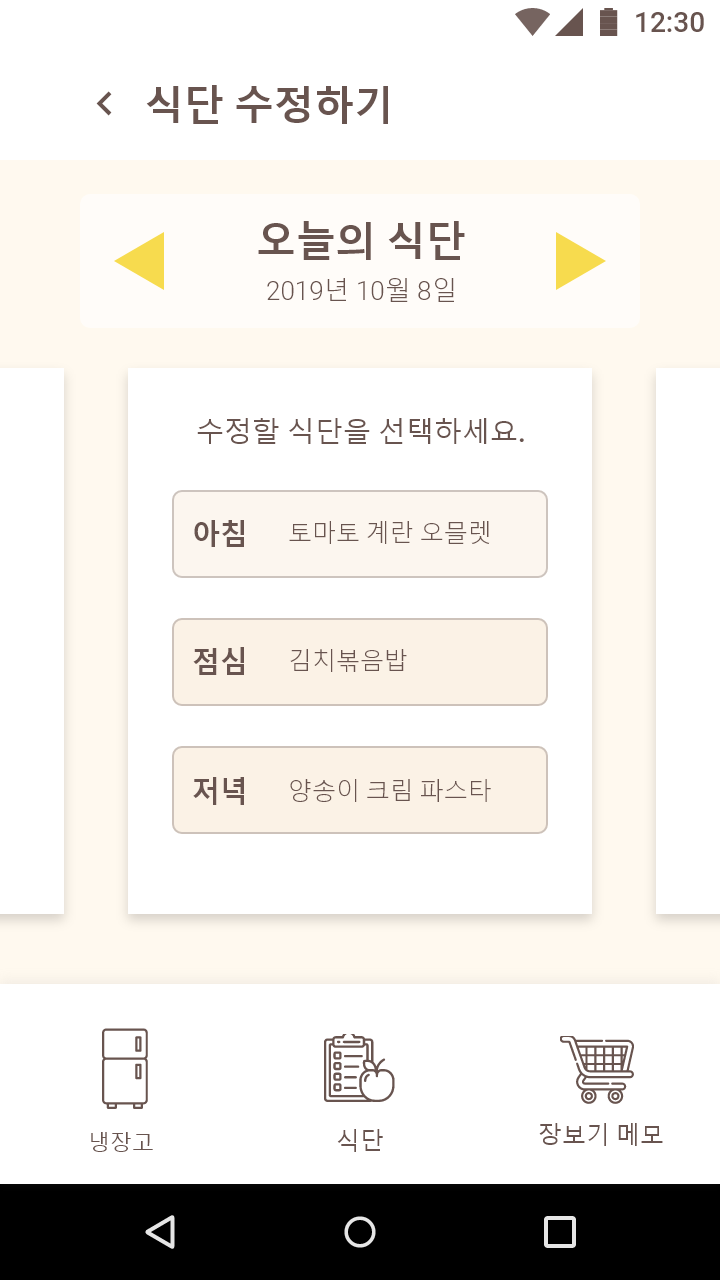 12:30
식단 수정하기
오늘의 식단
2019년 10월 8일
수정할 식단을 선택하세요.
아침 토마토 계란 오믈렛
점심 김치볶음밥
저녁 양송이 크림 파스타
냉장고 식단 장보기 메모